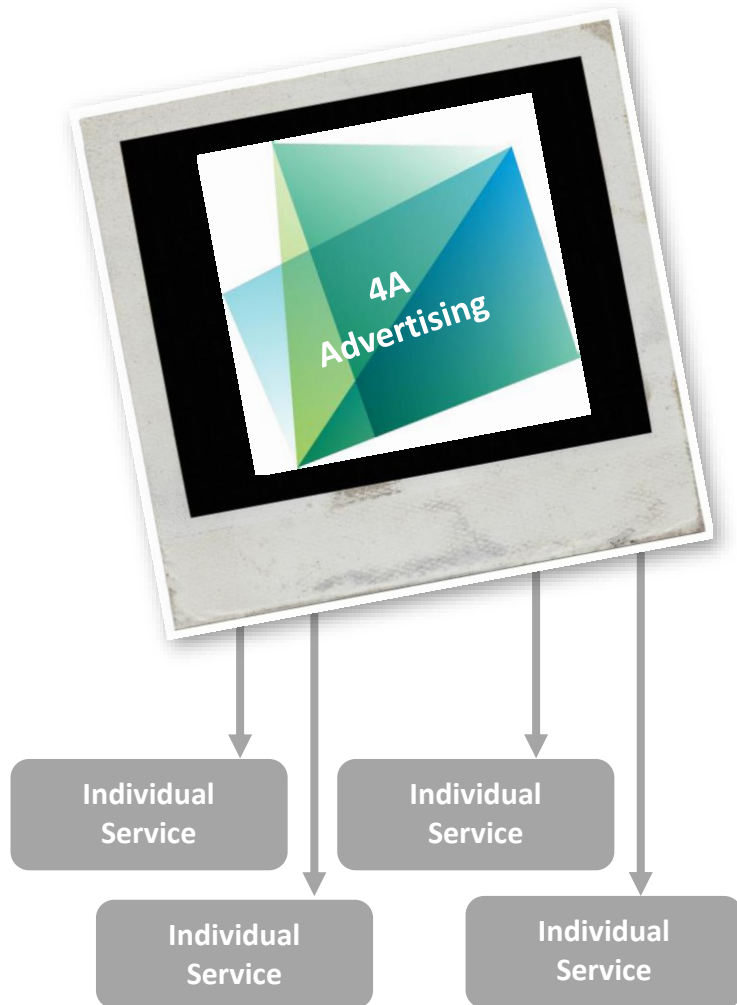 4A
Advertising
Individual
Service
Individual
Service
Individual
Service
Individual
Service